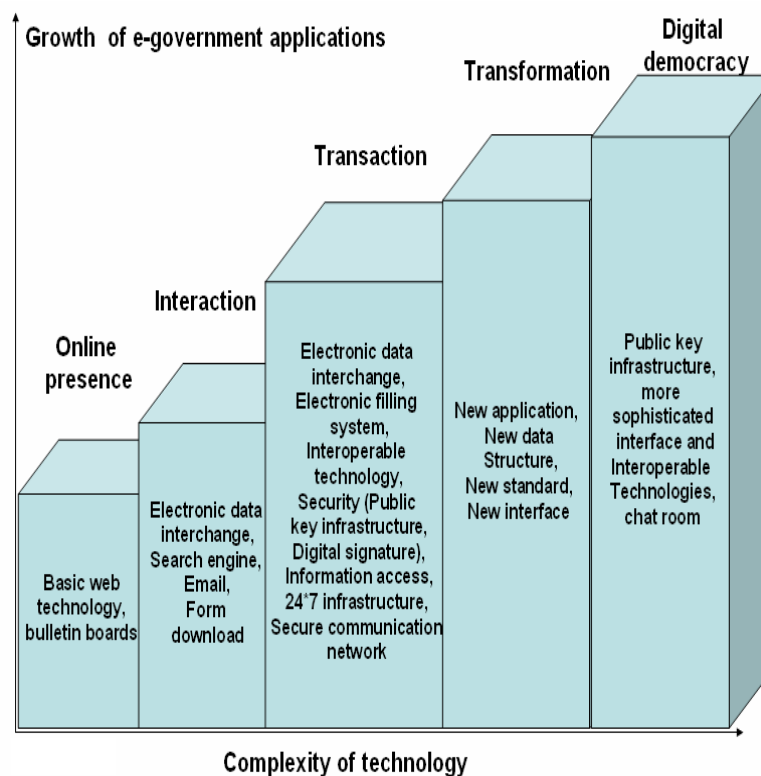 Growth of e-government applications
Digital
democracy
Transformation
Transaction
Interaction
Online
presence
Basic web
technology,
bulletin boards
Electronic data
interchange,
Search engine,
Email,
Form
download
Electronic data
interchange,
Electronic filling
system,
Interoperable
technology,
Security (Public
key infrastructure,
Digital signature),
Information access,
24*7 infrastructure,
Secure communication
network
New application,
New data
Structure,
New standard,
New interface
Public key
infrastructure,
more
sophisticated
interface and
Interoperable
Technologies,
chat room
Complexity of technology